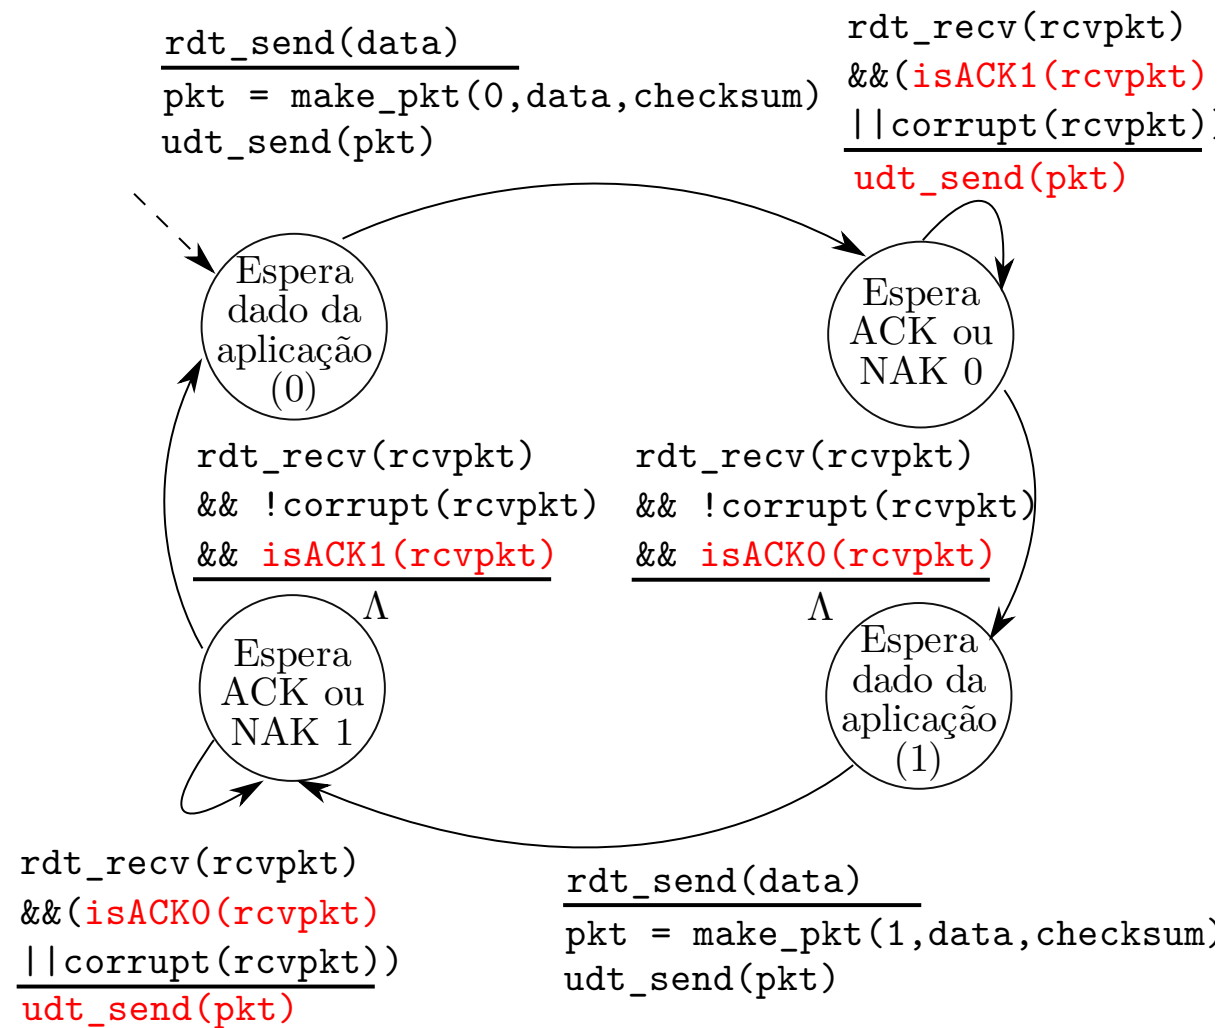 rdt_send(data)
pkt = make_pkt(0,data,checksum)
udt_send(pkt)
rdt_recv(rcvpkt)
&&(isACK1(rcvpkt)
||corrupt(rcvpkt))
udt_send(pkt)
Espera
dado da
aplicação
(0)
Espera
ACK ou
NAK 0
rdt_recv(rcvpkt)
&& !corrupt(rcvpkt)
&& isACK1(rcvpkt)
Λ
rdt_recv(rcvpkt)
&& !corrupt(rcvpkt)
&& isACK0(rcvpkt)
Λ
Espera
ACK ou
NAK 1
Espera
dado da
aplicação
(1)
rdt_recv(rcvpkt)
&&(isACK0(rcvpkt)
||corrupt(rcvpkt))
udt_send(pkt)
rdt_send(data)
pkt = make_pkt(1,data,checksum)
udt_send(pkt)